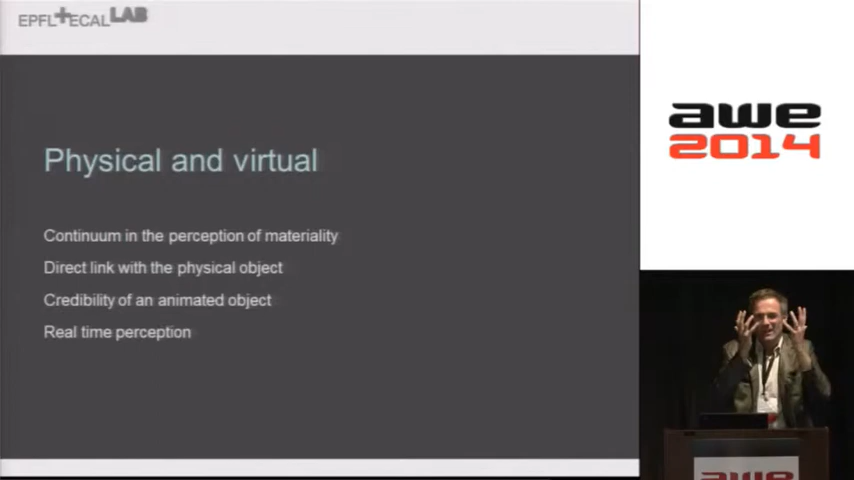 EPFL+ECAL LAB
Physical and virtual
Continuum in the perception of materiality
Direct link with the physical object
Credibility of an animated object
Real time perception
awe
2014
awe